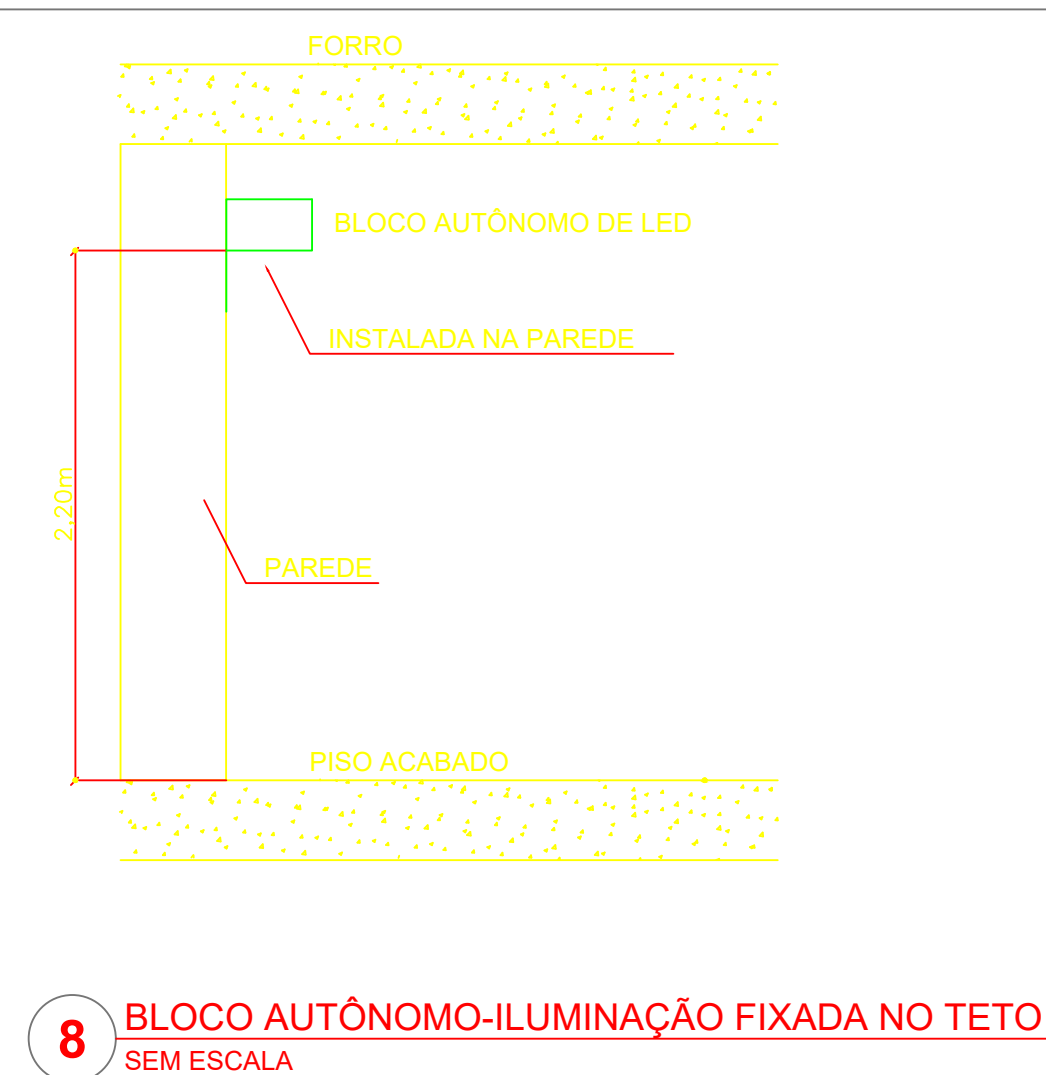 FORRO
BLOCO AUTÔNOMO DE LED
INSTALADA NA PAREDE
2,20m
PAREDE
PISO ACABADO
8
BLOCO AUTÔNOMO-ILUMINAÇÃO FIXADA NO TETO
SEM ESCALA